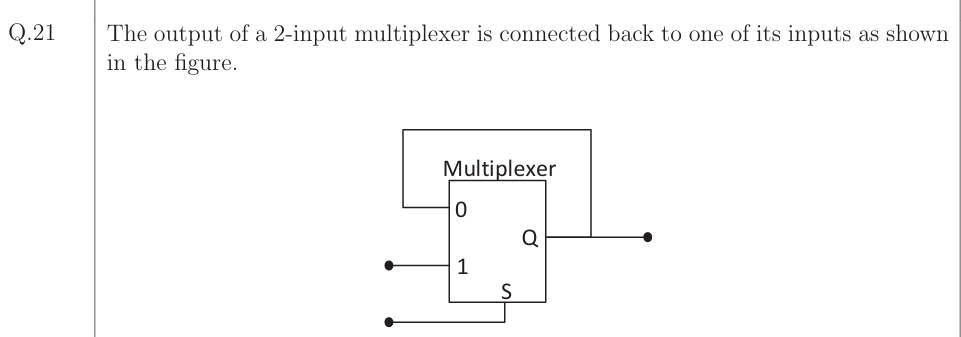 Q.21
The output of a 2-input multiplexer is connected back to one of its inputs as shown
in the figure.
Multiplexer
0
Q
1
S